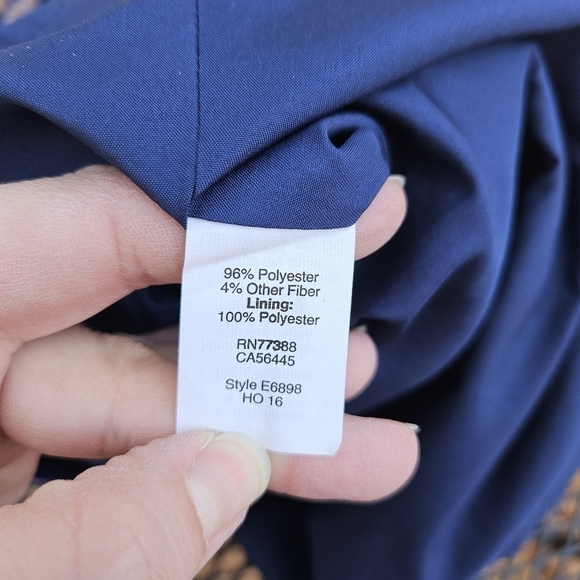 96% Polyester
4% Other Fiber
Lining:
100% Polyester
RN77388
CA56445
Style E6898
HO 16